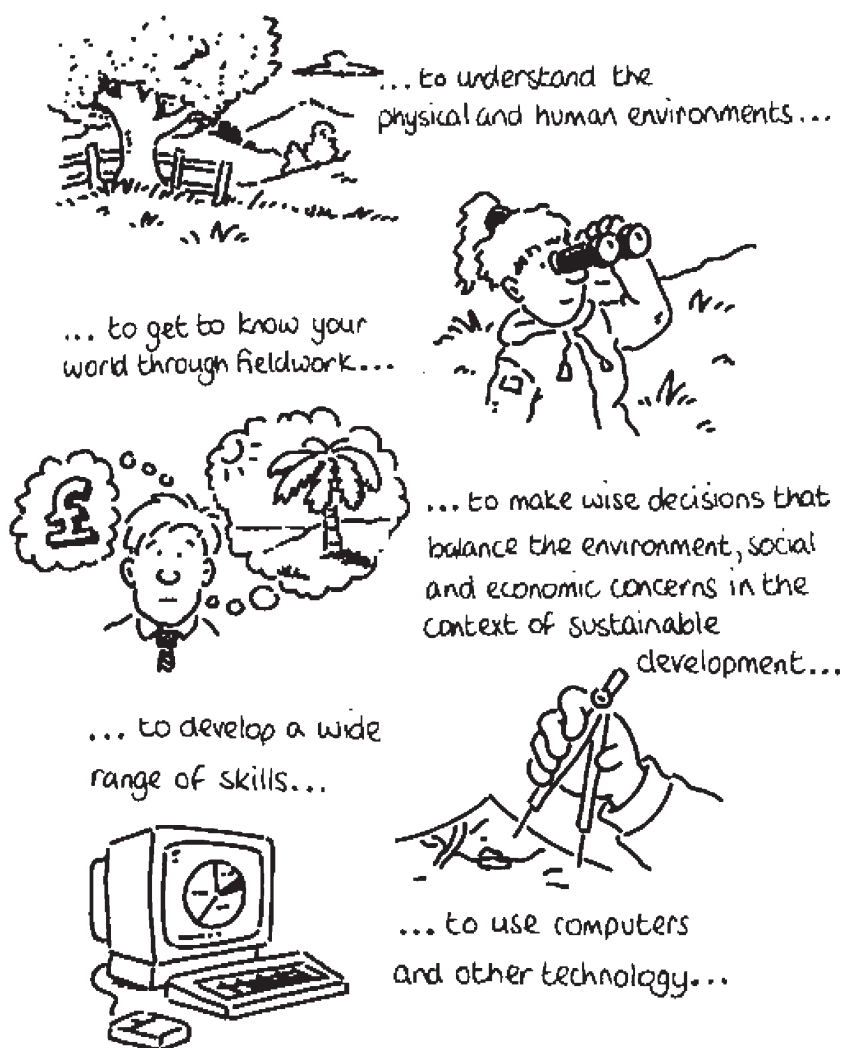 ... to understand the
physical and human environments...
... to get to know your
world through fieldwork...
£
... to make wise decisions that
balance the environment, social
and economic concerns in the
context of sustainable
development...
... to develop a wide
range of skills...
... to use computers
and other technology...